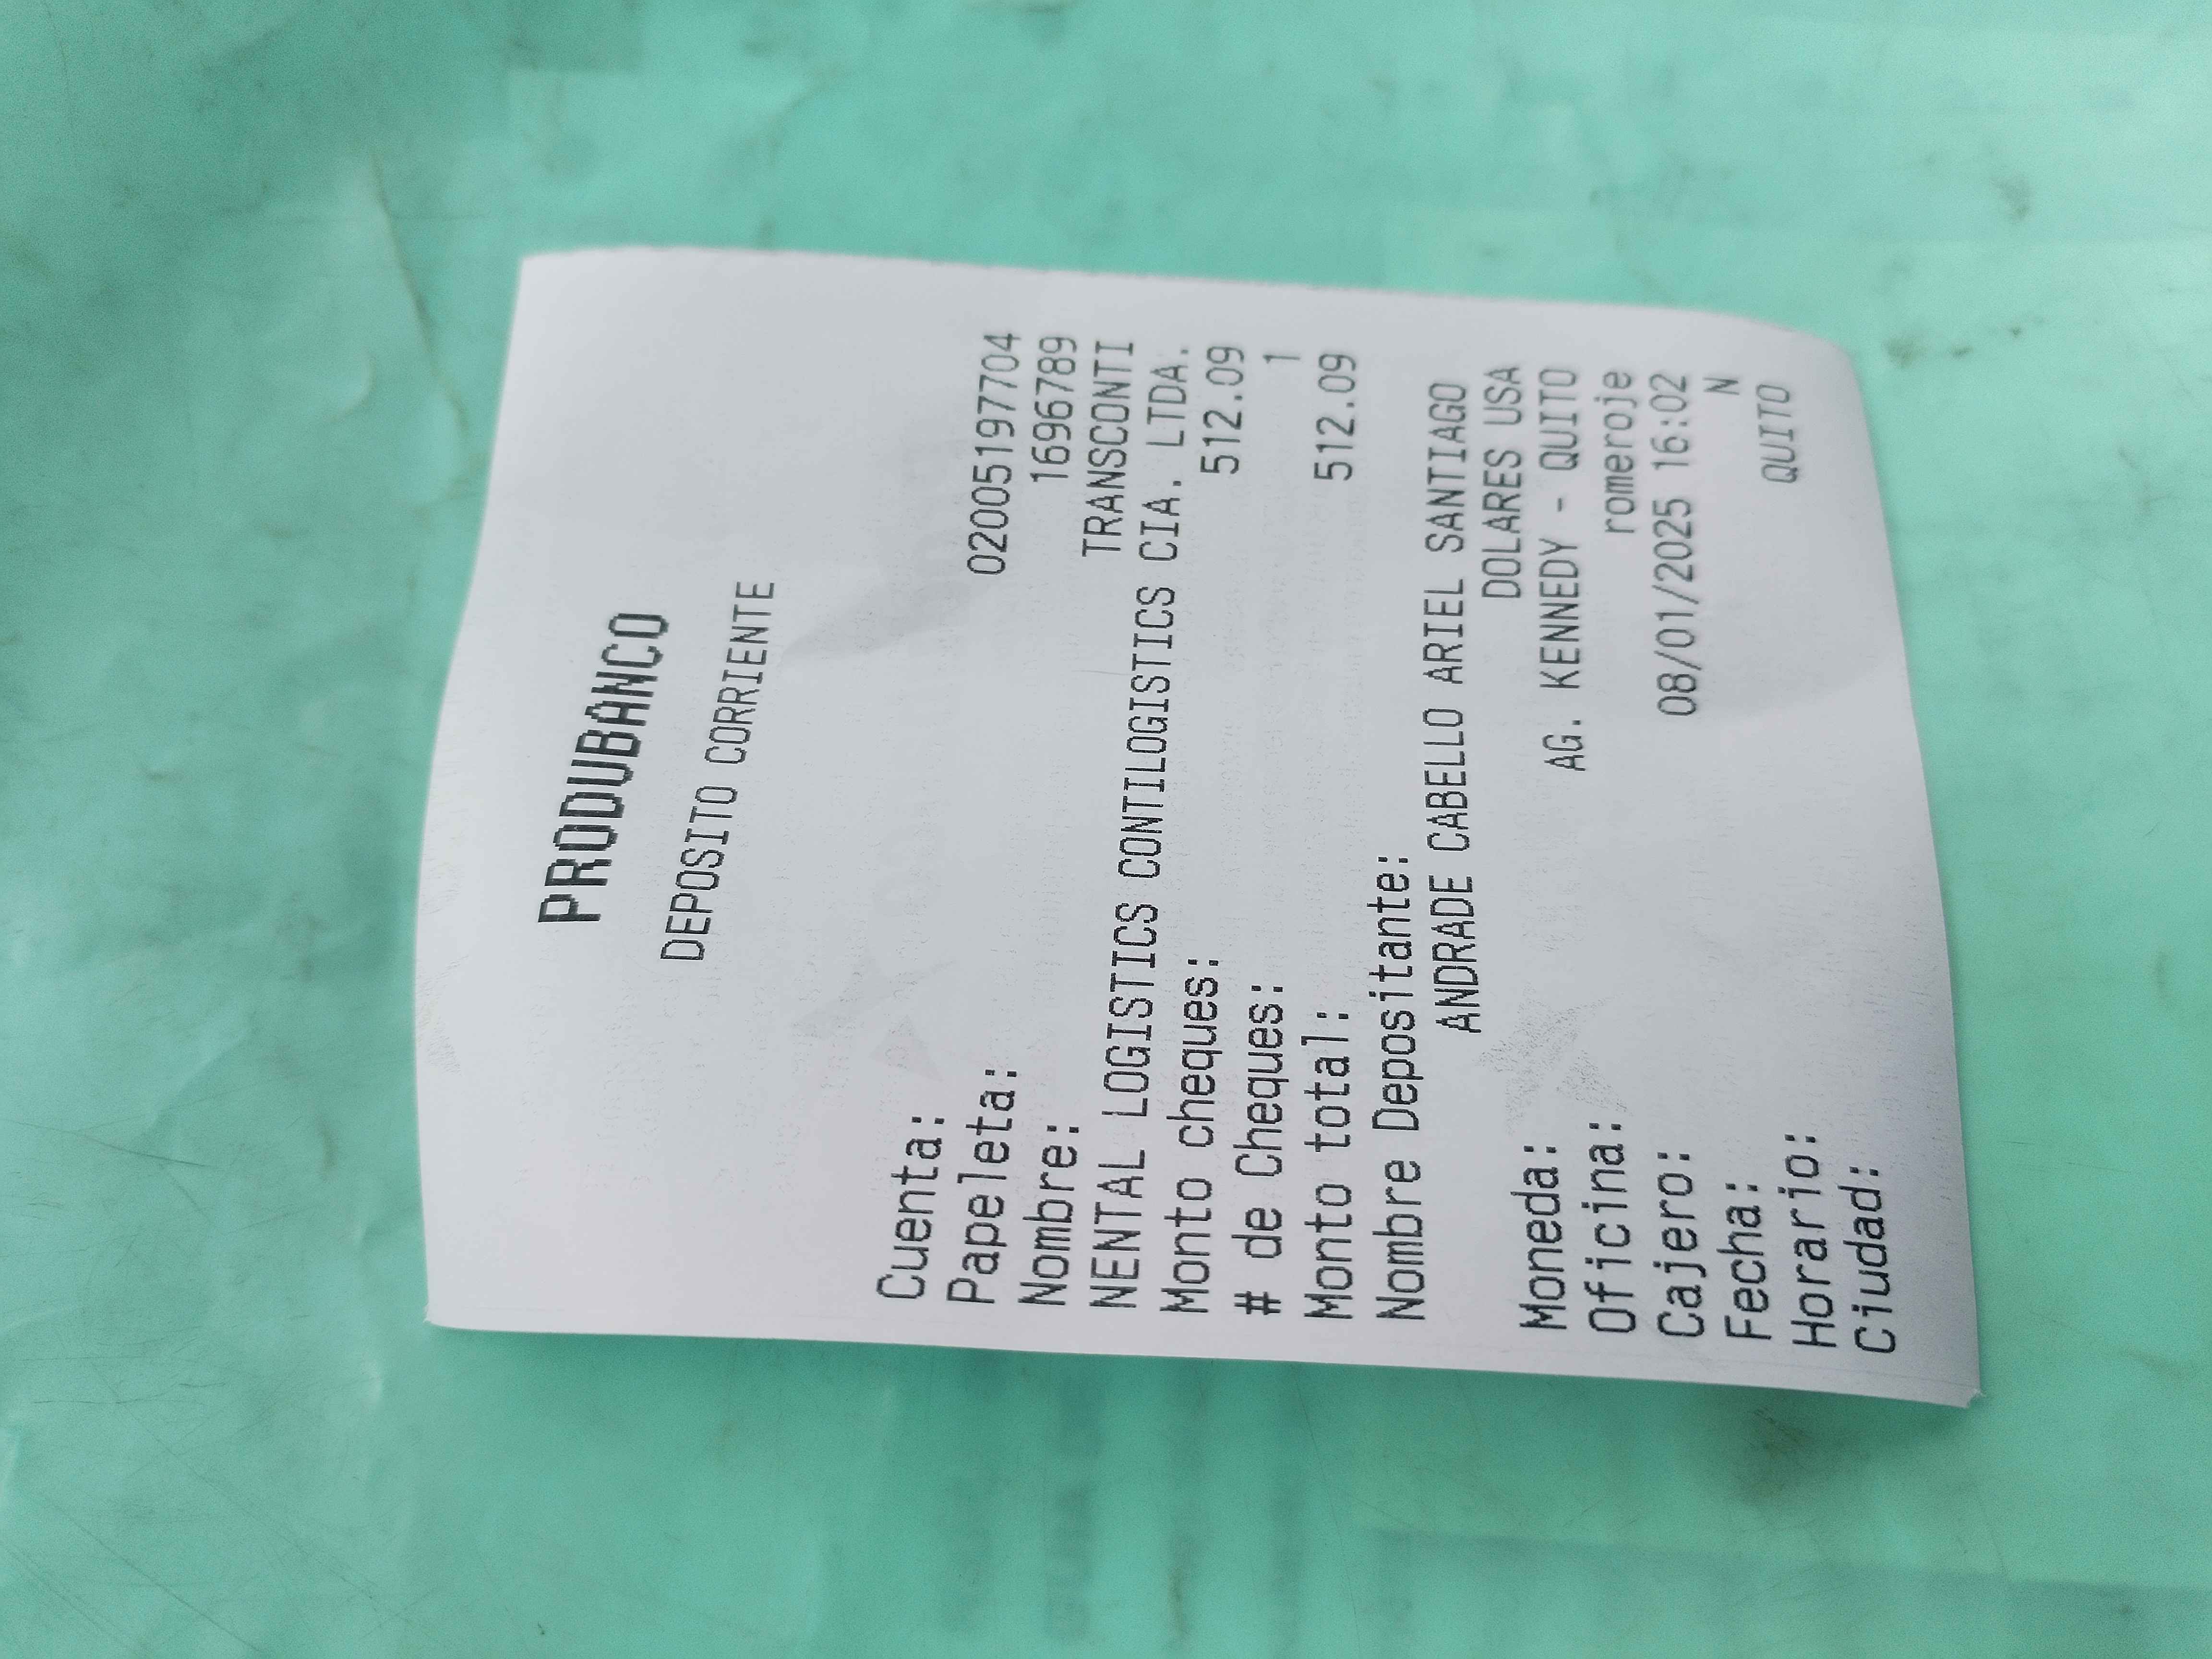 PRODUBANCO
DEPOSITO CORRIENTE
Cuenta: 02005197704
Papeleta: 1696789
Nombre: TRANSCONTI
NENTAL LOGISTICS CONTILOGISTICS CIA. LTDA.
Monto cheques: 512.09
# de Cheques: 1
Monto total: 512.09
Nombre Depositante:
ANDRADE CABELLO ARIEL SANTIAGO
Moneda: DOLARES USA
Oficina: AG. KENNEDY - QUITO
Cajero: romeroje
Fecha: 08/01/2025 16:02
Horario: N
Ciudad: QUITO